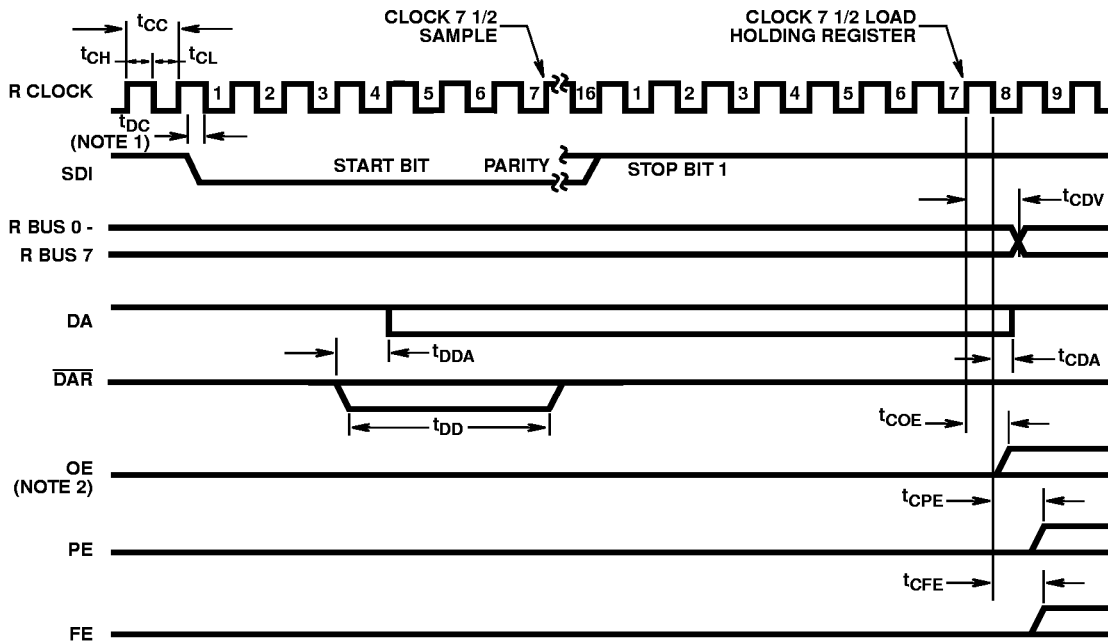 tCC
CLOCK 7 1/2
SAMPLE
CLOCK 7 1/2 LOAD
HOLDING REGISTER
tCH
tCL
R CLOCK
1 2 3 4 5 6 7 16 1 2 3 4 5 6 7 8 9
tDC
(NOTE 1)
SDI
START BIT PARITY STOP BIT 1
tCDV
R BUS 0 -
R BUS 7
DA
tDDA
tCDA
DAR
tDD
tCOE
OE
(NOTE 2)
tCPE
PE
tCFE
FE